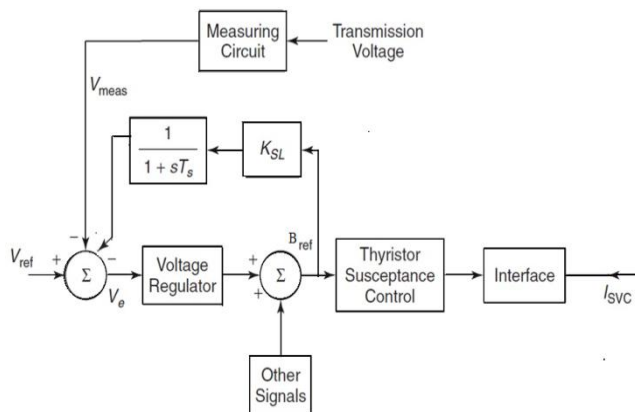 Measuring
Circuit
Transmission
Voltage
V_meas
1
1 + sT_s
K_SL
B_ref
V_ref
+
−
−
Σ
V_e
Voltage
Regulator
+
+
Σ
Thyristor
Susceptance
Control
Interface
I_SVC
Other
Signals